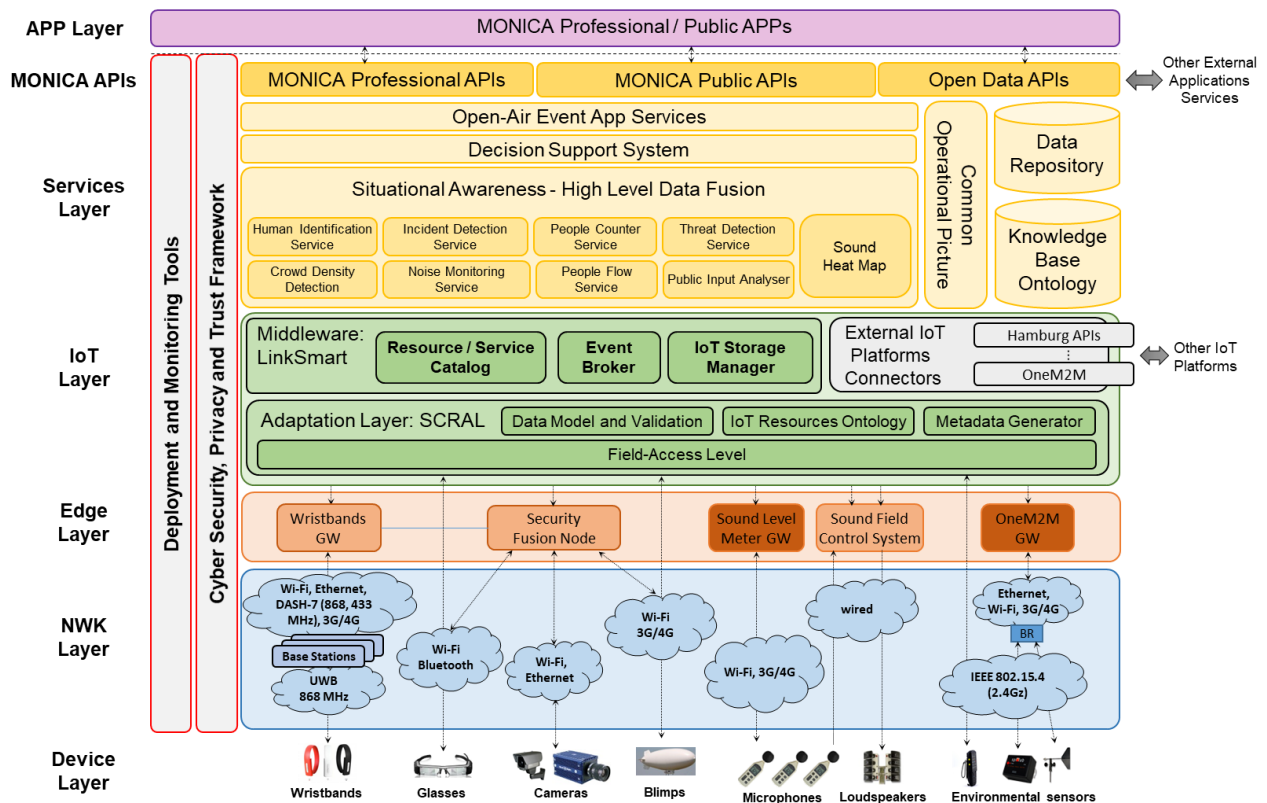 APP Layer
MONICA Professional / Public APPs
MONICA APIs
MONICA Professional APIs
MONICA Public APIs
Open Data APIs
Other External
Applications
Services
Deployment and Monitoring Tools
Cyber Security, Privacy and Trust Framework
Services
Layer
Open-Air Event App Services
Decision Support System
Situational Awareness - High Level Data Fusion
Human Identification
Service
Incident Detection
Service
People Counter
Service
Threat Detection
Service
Crowd Density
Detection
Noise Monitoring
Service
People Flow
Service
Public Input Analyser
Sound
Heat Map
Common
Operational Picture
Data
Repository
Knowledge
Base
Ontology
IoT
Layer
Middleware:
LinkSmart
Resource / Service
Catalog
Event
Broker
IoT Storage
Manager
External IoT
Platforms
Connectors
Hamburg APIs
OneM2M
Other IoT
Platforms
Adaptation Layer: SCRAL
Data Model and Validation
IoT Resources Ontology
Metadata Generator
Field-Access Level
Edge
Layer
Wristbands
GW
Security
Fusion Node
Sound Level
Meter GW
Sound Field
Control System
OneM2M
GW
NWK
Layer
Wi-Fi, Ethernet,
DASH-7 (868, 433
MHz), 3G/4G
Base Stations
UWB
868 MHz
Wi-Fi
Bluetooth
Wi-Fi,
Ethernet
Wi-Fi
3G/4G
Wi-Fi, 3G/4G
wired
Ethernet,
Wi-Fi, 3G/4G
BR
IEEE 802.15.4
(2.4Gz)
Device
Layer
Wristbands
Glasses
Cameras
Blimps
Microphones
Loudspeakers
Environmental sensors